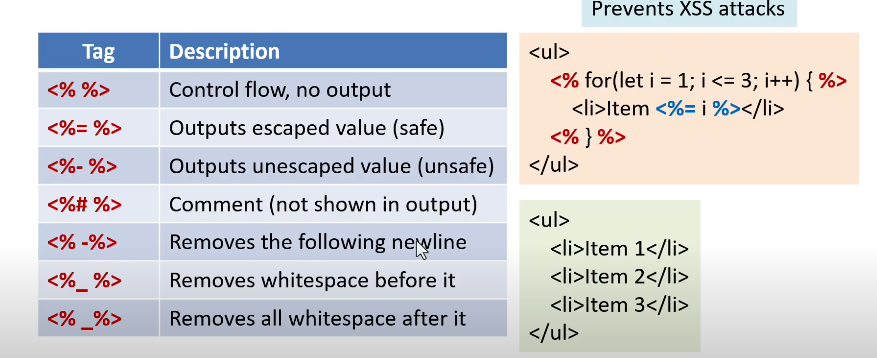 Prevents XSS attacks
Tag Description
<% %> Control flow, no output
<%= %> Outputs escaped value (safe)
<%- %> Outputs unescaped value (unsafe)
<%# %> Comment (not shown in output)
<% -%> Removes the following newline
<%_ %> Removes whitespace before it
<% _%> Removes all whitespace after it
<ul>
<% for(let i = 1; i <= 3; i++) { %>
<li>Item <%= i %></li>
<% } %>
</ul>
<ul>
<li>Item 1</li>
<li>Item 2</li>
<li>Item 3</li>
</ul>